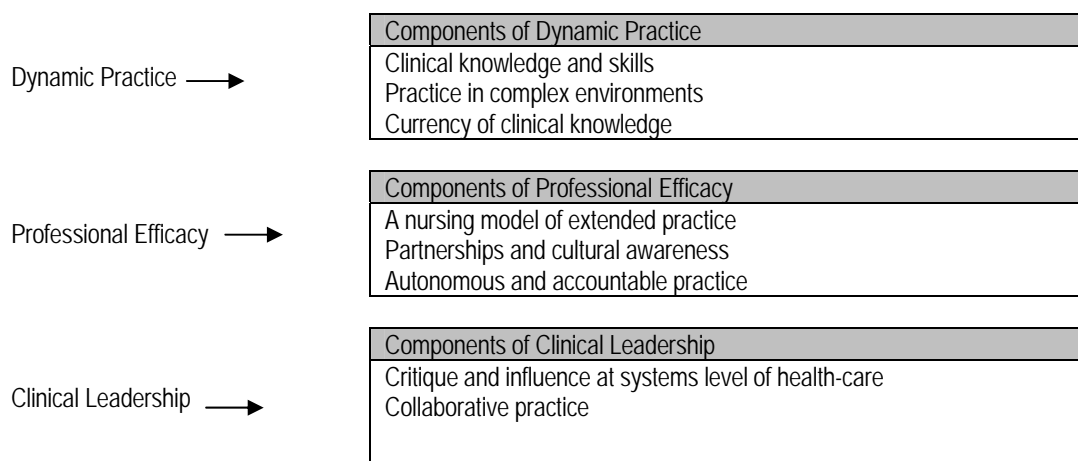 Components of Dynamic Practice
Dynamic Practice
Clinical knowledge and skills
Practice in complex environments
Currency of clinical knowledge
Components of Professional Efficacy
Professional Efficacy
A nursing model of extended practice
Partnerships and cultural awareness
Autonomous and accountable practice
Components of Clinical Leadership
Clinical Leadership
Critique and influence at systems level of health-care
Collaborative practice